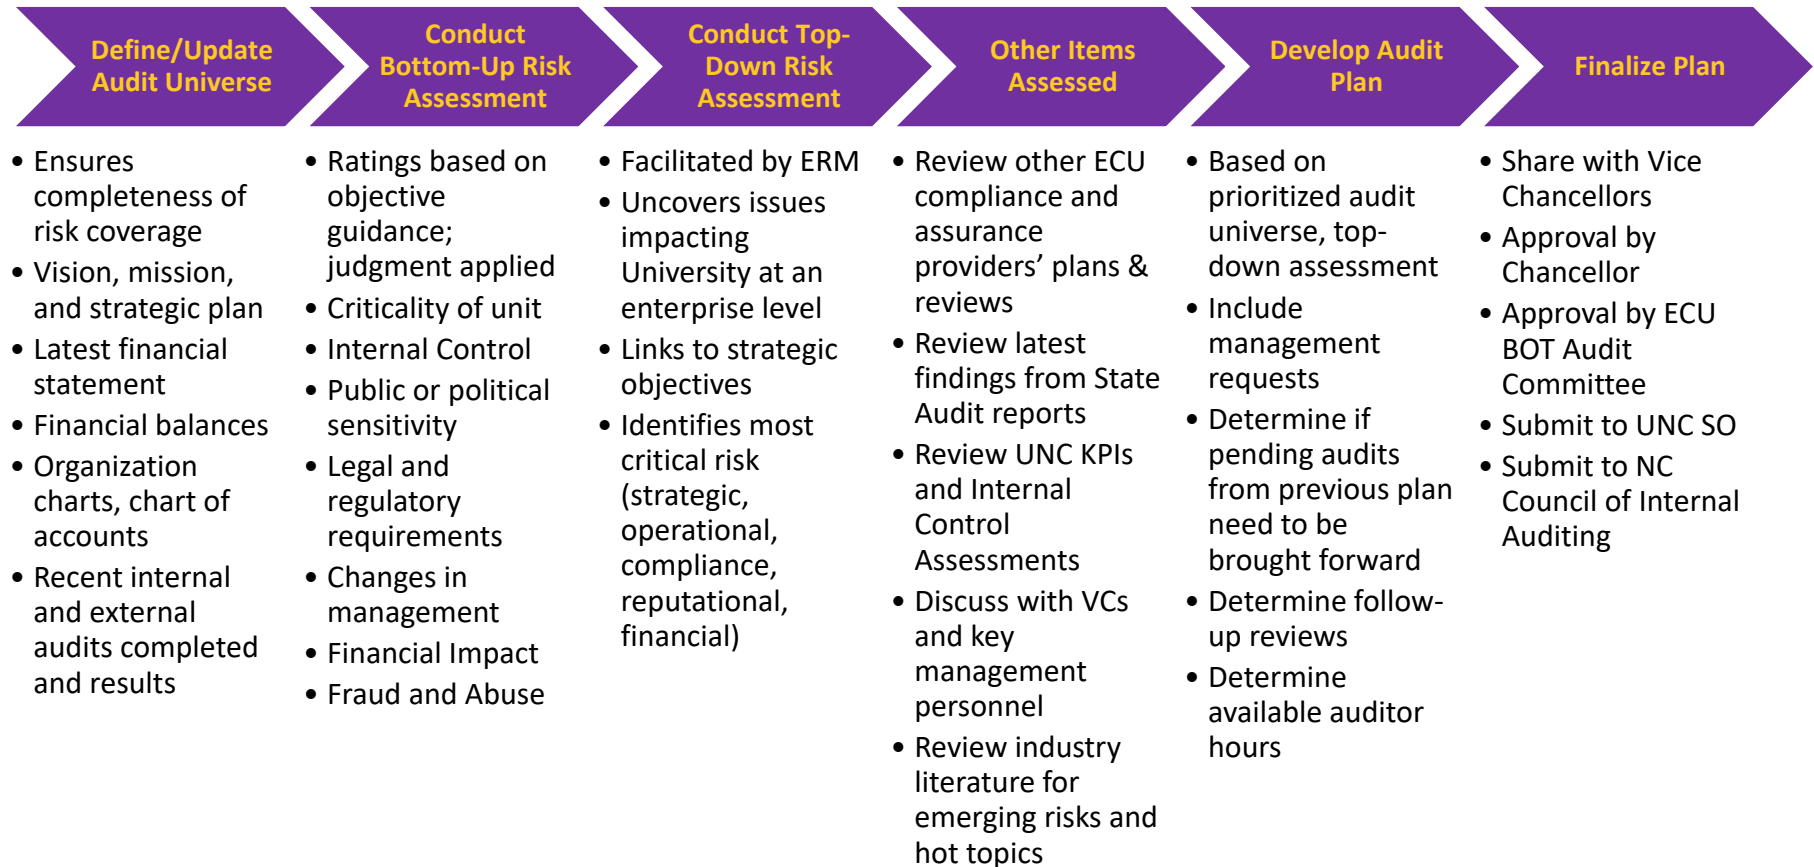 Define/Update
Audit Universe
Conduct
Bottom-Up Risk
Assessment
Conduct Top-
Down Risk
Assessment
Other Items
Assessed
Develop Audit
Plan
Finalize Plan
• Ensures
completeness of
risk coverage
• Vision, mission,
and strategic plan
• Latest financial
statement
• Financial balances
• Organization
charts, chart of
accounts
• Recent internal
and external
audits completed
and results
• Ratings based on
objective
guidance;
judgment applied
• Criticality of unit
• Internal Control
• Public or political
sensitivity
• Legal and
regulatory
requirements
• Changes in
management
• Financial Impact
• Fraud and Abuse
• Facilitated by ERM
• Uncovers issues
impacting
University at an
enterprise level
• Links to strategic
objectives
• Identifies most
critical risk
(strategic,
operational,
compliance,
reputational,
financial)
• Review other ECU
compliance and
assurance
providers’ plans &
reviews
• Review latest
findings from State
Audit reports
• Review UNC KPIs
and Internal
Control
Assessments
• Discuss with VCs
and key
management
personnel
• Review industry
literature for
emerging risks and
hot topics
• Based on
prioritized audit
universe, top-
down assessment
• Include
management
requests
• Determine if
pending audits
from previous plan
need to be
brought forward
• Determine follow-
up reviews
• Determine
available auditor
hours
• Share with Vice
Chancellors
• Approval by
Chancellor
• Approval by ECU
BOT Audit
Committee
• Submit to UNC SO
• Submit to NC
Council of Internal
Auditing